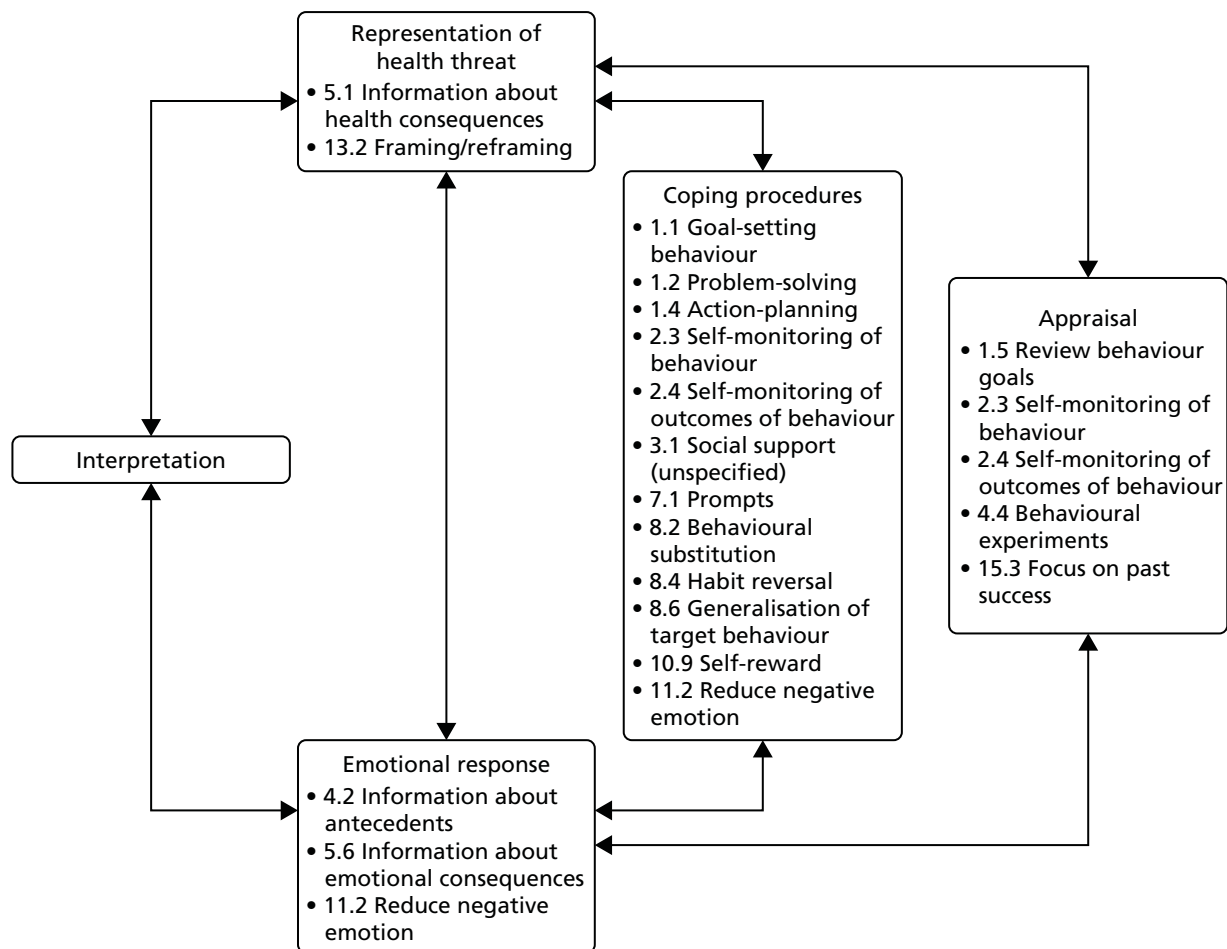 Representation of
health threat
• 5.1 Information about
health consequences
• 13.2 Framing/reframing
Interpretation
Coping procedures
• 1.1 Goal-setting
behaviour
• 1.2 Problem-solving
• 1.4 Action-planning
• 2.3 Self-monitoring of
behaviour
• 2.4 Self-monitoring of
outcomes of behaviour
• 3.1 Social support
(unspecified)
• 7.1 Prompts
• 8.2 Behavioural
substitution
• 8.4 Habit reversal
• 8.6 Generalisation of
target behaviour
• 10.9 Self-reward
• 11.2 Reduce negative
emotion
Appraisal
• 1.5 Review behaviour
goals
• 2.3 Self-monitoring of
behaviour
• 2.4 Self-monitoring of
outcomes of behaviour
• 4.4 Behavioural
experiments
• 15.3 Focus on past
success
Emotional response
• 4.2 Information about
antecedents
• 5.6 Information about
emotional consequences
• 11.2 Reduce negative
emotion